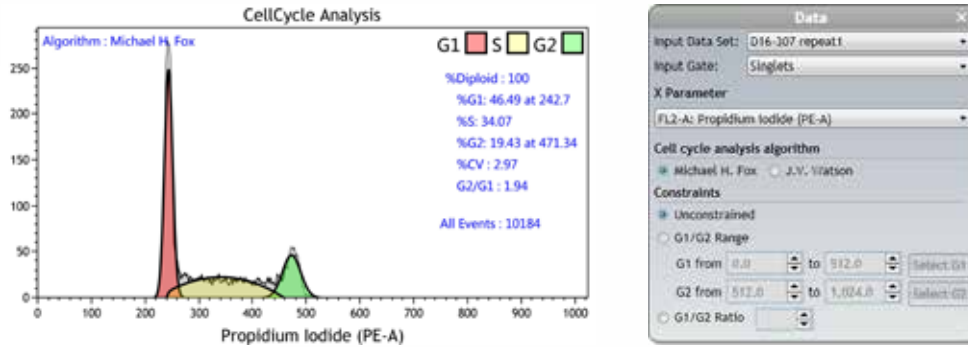 CellCycle Analysis
Algorithm : Michael H. Fox
G1 S G2
%Diploid : 100
%G1: 46.49 at 242.7
%S: 34.07
%G2: 19.43 at 471.34
%CV : 2.97
G2/G1 : 1.94
All Events : 10184
250
200
150
100
50
0
0 100 200 300 400 500 600 700 800 900 1000
Propidium Iodide (PE-A)
Data
Input Data Set: D16-307 repeat1
Input Gate: Singlets
X Parameter
FL2-A: Propidium Iodide (PE-A)
Cell cycle analysis algorithm
Michael H. Fox J.V. Watson
Constraints
Unconstrained
G1/G2 Range
G1 from 0.0 to 512.0 Select G1
G2 from 512.0 to 1,024.0 Select G2
G1/G2 Ratio